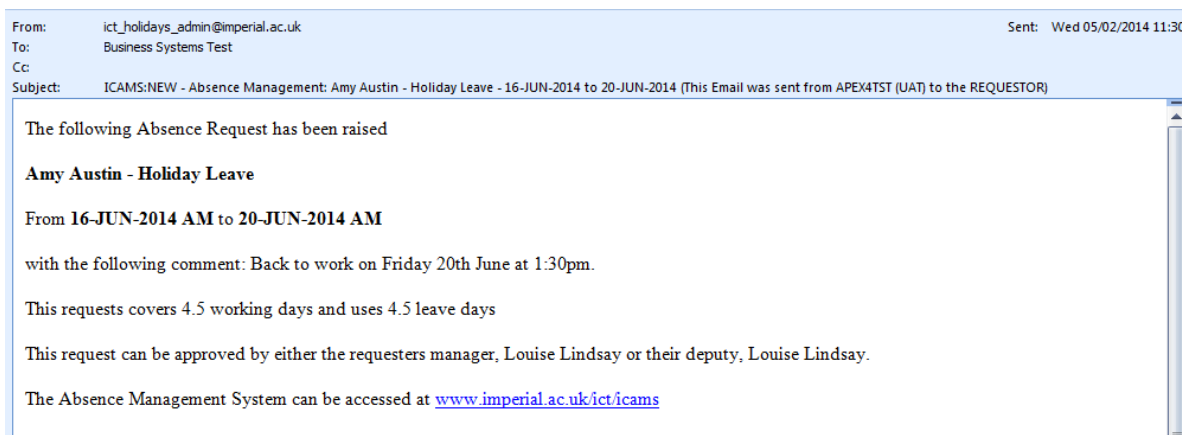 From: ict_holidays_admin@imperial.ac.uk Sent: Wed 05/02/2014 11:30
To: Business Systems Test
Cc:
Subject: ICAMS:NEW - Absence Management: Amy Austin - Holiday Leave - 16-JUN-2014 to 20-JUN-2014 (This Email was sent from APEX4TST (UAT) to the REQUESTOR)
The following Absence Request has been raised
Amy Austin - Holiday Leave
From 16-JUN-2014 AM to 20-JUN-2014 AM
with the following comment: Back to work on Friday 20th June at 1:30pm.
This requests covers 4.5 working days and uses 4.5 leave days
This request can be approved by either the requesters manager, Louise Lindsay or their deputy, Louise Lindsay.
The Absence Management System can be accessed at www.imperial.ac.uk/ict/icams